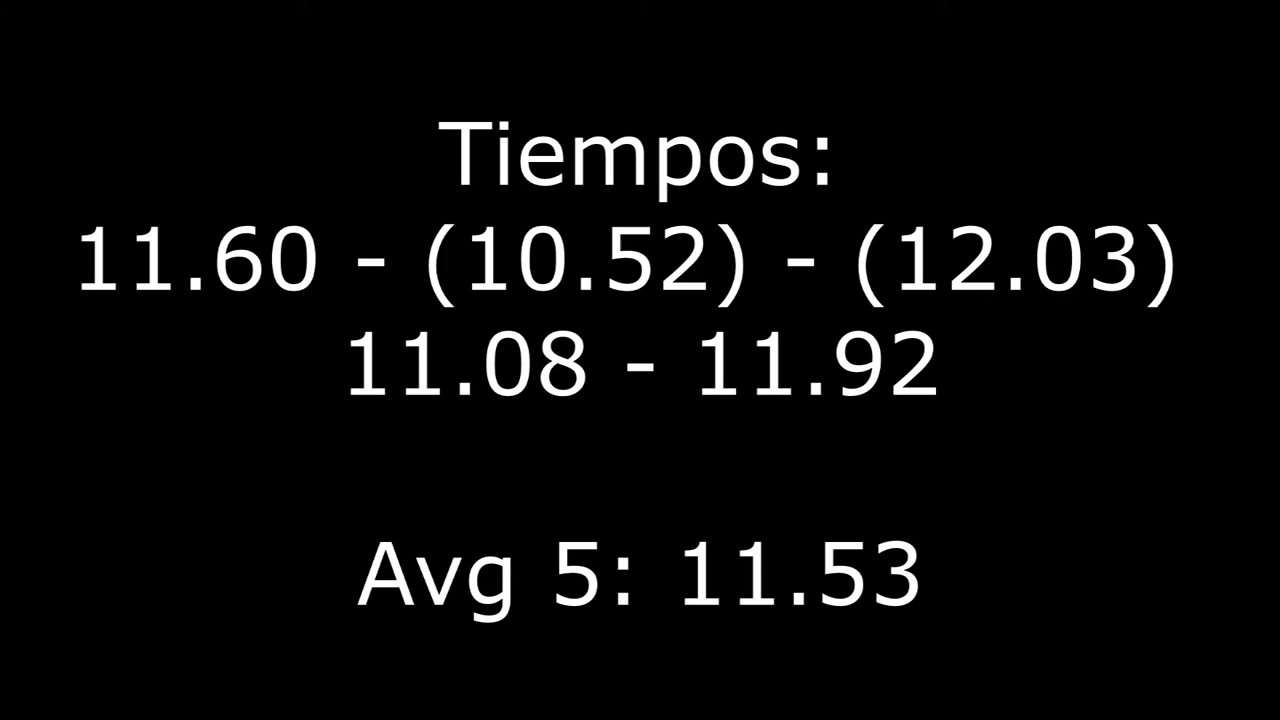 Tiempos:
11.60 - (10.52) - (12.03)
11.08 - 11.92
Avg 5: 11.53